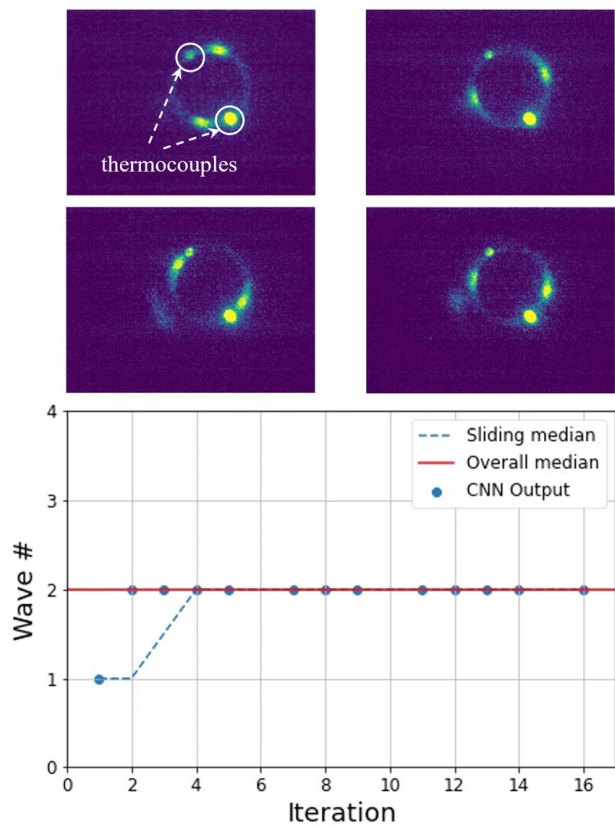 thermocouples
4
3
2
1
0
Wave #
Sliding median
Overall median
CNN Output
0 2 4 6 8 10 12 14 16
Iteration